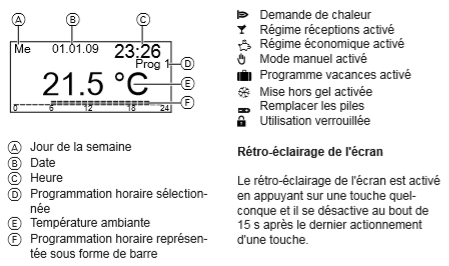 A B C
Me 01.01.09 23:26
Prog 1 D
21.5 °C E
F
0 6 12 18 24
A Jour de la semaine
B Date
C Heure
D Programmation horaire sélection-
née
E Température ambiante
F Programmation horaire représen-
tée sous forme de barre
Demande de chaleur
Régime réceptions activé
Régime économique activé
Mode manuel activé
Programme vacances activé
Mise hors gel activée
Remplacer les piles
Utilisation verrouillée
Rétro-éclairage de l'écran
Le rétro-éclairage de l'écran est activé
en appuyant sur une touche quel-
conque et il se désactive au bout de
15 s après le dernier actionnement
d'une touche.